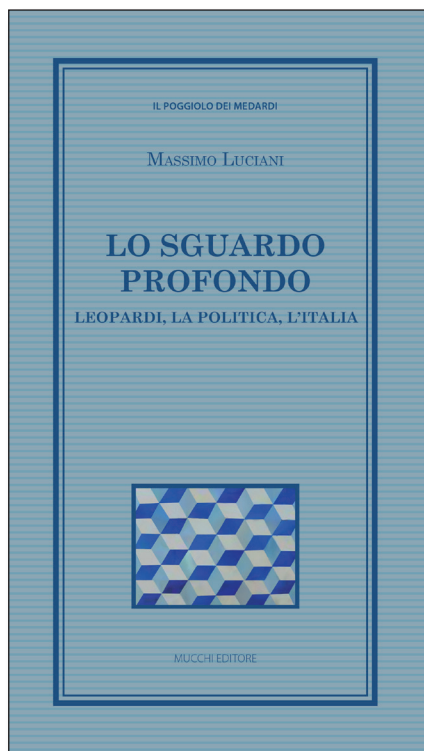 IL POGGIOLO DEI MEDARDI
MASSIMO LUCIANI
LO SGUARDO
PROFONDO
LEOPARDI, LA POLITICA, L'ITALIA
MUCCHI EDITORE